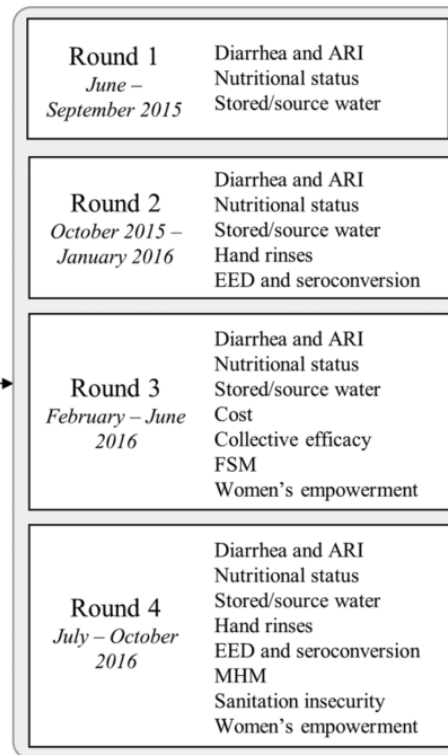 Round 1
June –
September 2015
Diarrhea and ARI
Nutritional status
Stored/source water
Round 2
October 2015 –
January 2016
Diarrhea and ARI
Nutritional status
Stored/source water
Hand rinses
EED and seroconversion
Round 3
February – June
2016
Diarrhea and ARI
Nutritional status
Stored/source water
Cost
Collective efficacy
FSM
Women’s empowerment
Round 4
July – October
2016
Diarrhea and ARI
Nutritional status
Stored/source water
Hand rinses
EED and seroconversion
MHM
Sanitation insecurity
Women’s empowerment